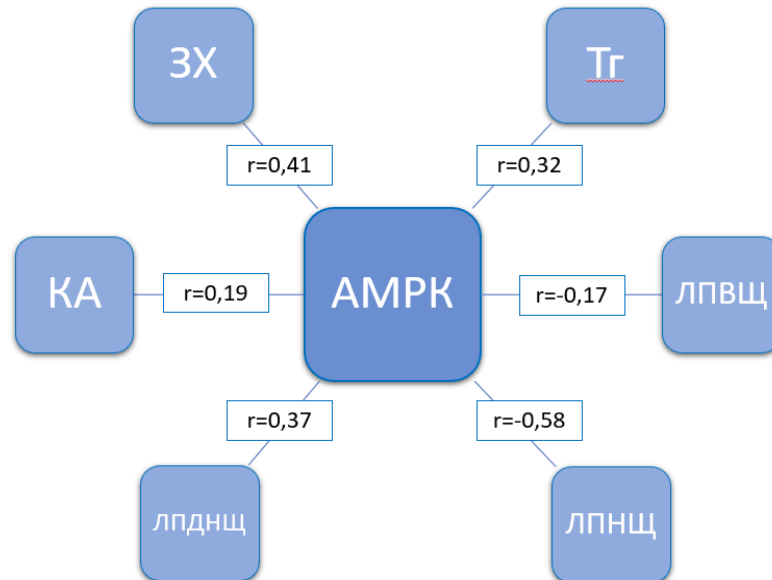 ЗХ
Тг
r=0,41
r=0,32
КА
r=0,19
АМРК
r=-0,17
ЛПВЩ
r=0,37
r=-0,58
ЛПДНЩ
ЛПНЩ